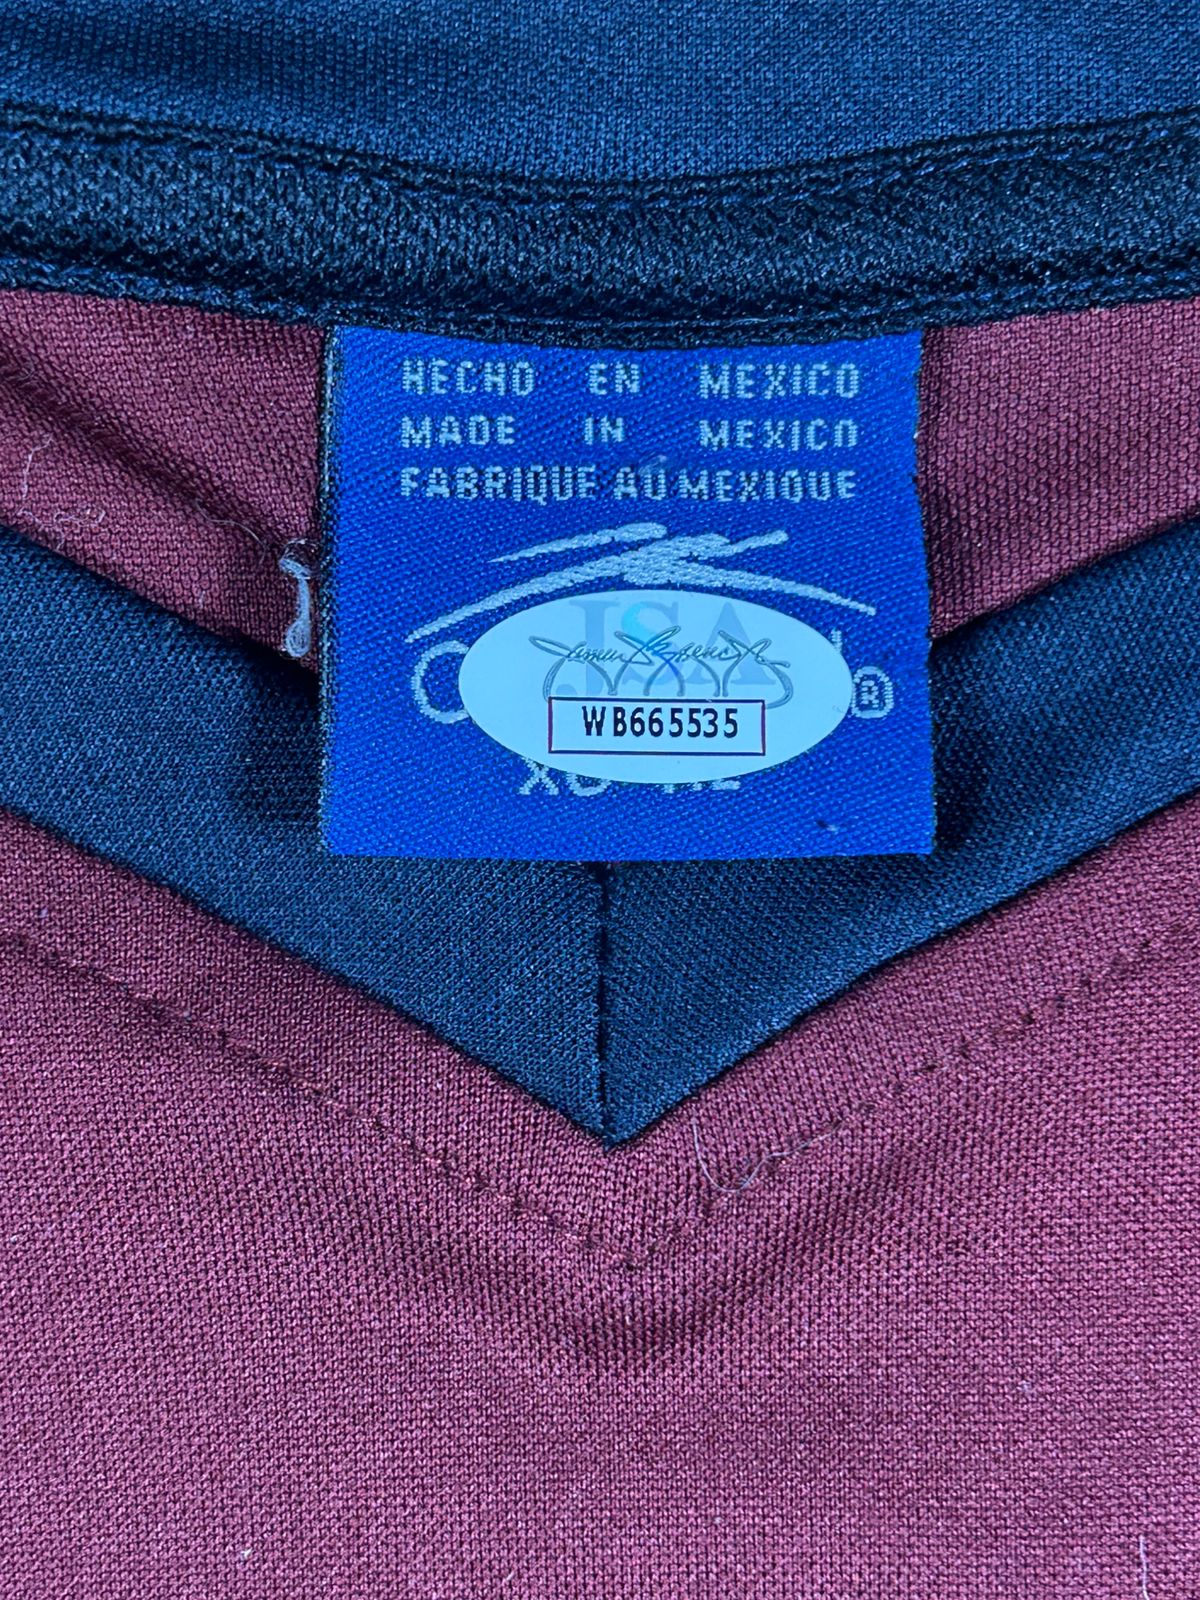 HECHO EN MEXICO
MADE IN MEXICO
FABRIQUE AU MEXIQUE
JSA
®
WB665535